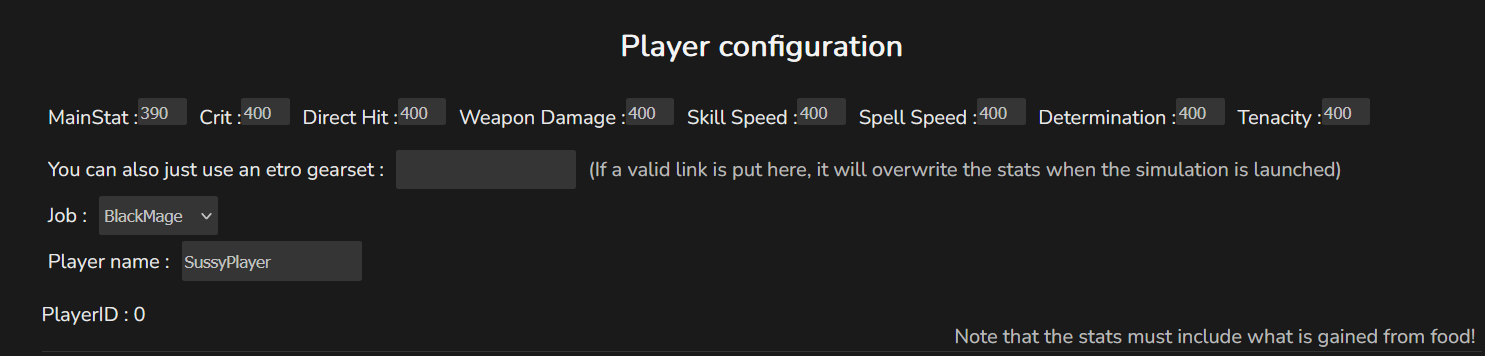 Player configuration
MainStat :390 Crit :400 Direct Hit :400 Weapon Damage :400 Skill Speed :400 Spell Speed :400 Determination :400 Tenacity :400
You can also just use an etro gearset : (If a valid link is put here, it will overwrite the stats when the simulation is launched)
Job : BlackMage
Player name : SussyPlayer
PlayerID : 0
Note that the stats must include what is gained from food!